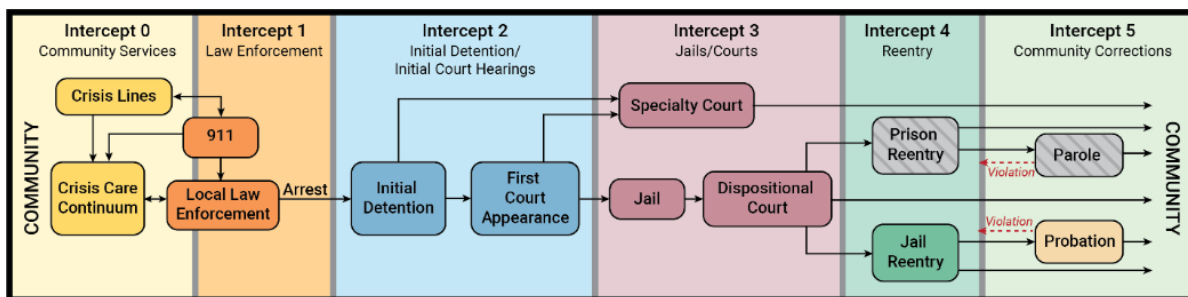 Intercept 0
Community Services
Intercept 1
Law Enforcement
Intercept 2
Initial Detention/
Initial Court Hearings
Intercept 3
Jails/Courts
Intercept 4
Reentry
Intercept 5
Community Corrections
COMMUNITY
Crisis Lines
911
Crisis Care
Continuum
Local Law
Enforcement
Arrest
Initial
Detention
First
Court
Appearance
Specialty Court
Jail
Dispositional
Court
Prison
Reentry
Violation
Parole
Jail
Reentry
Violation
Probation
COMMUNITY